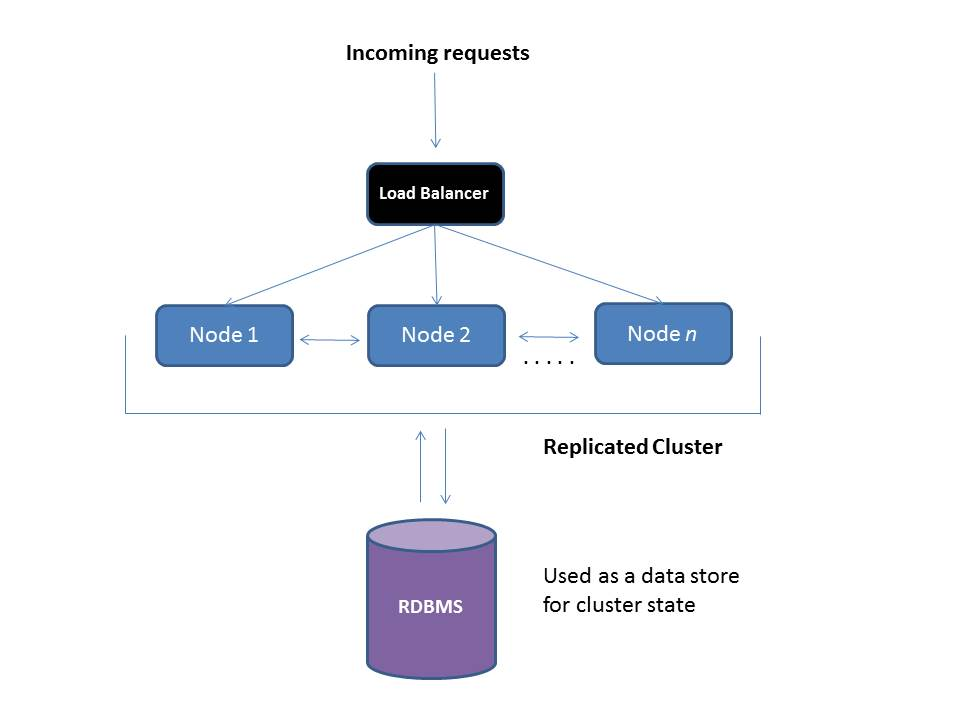 Incoming requests
Load Balancer
Node 1
Node 2
. . . . .
Node n
Replicated Cluster
RDBMS
Used as a data store
for cluster state